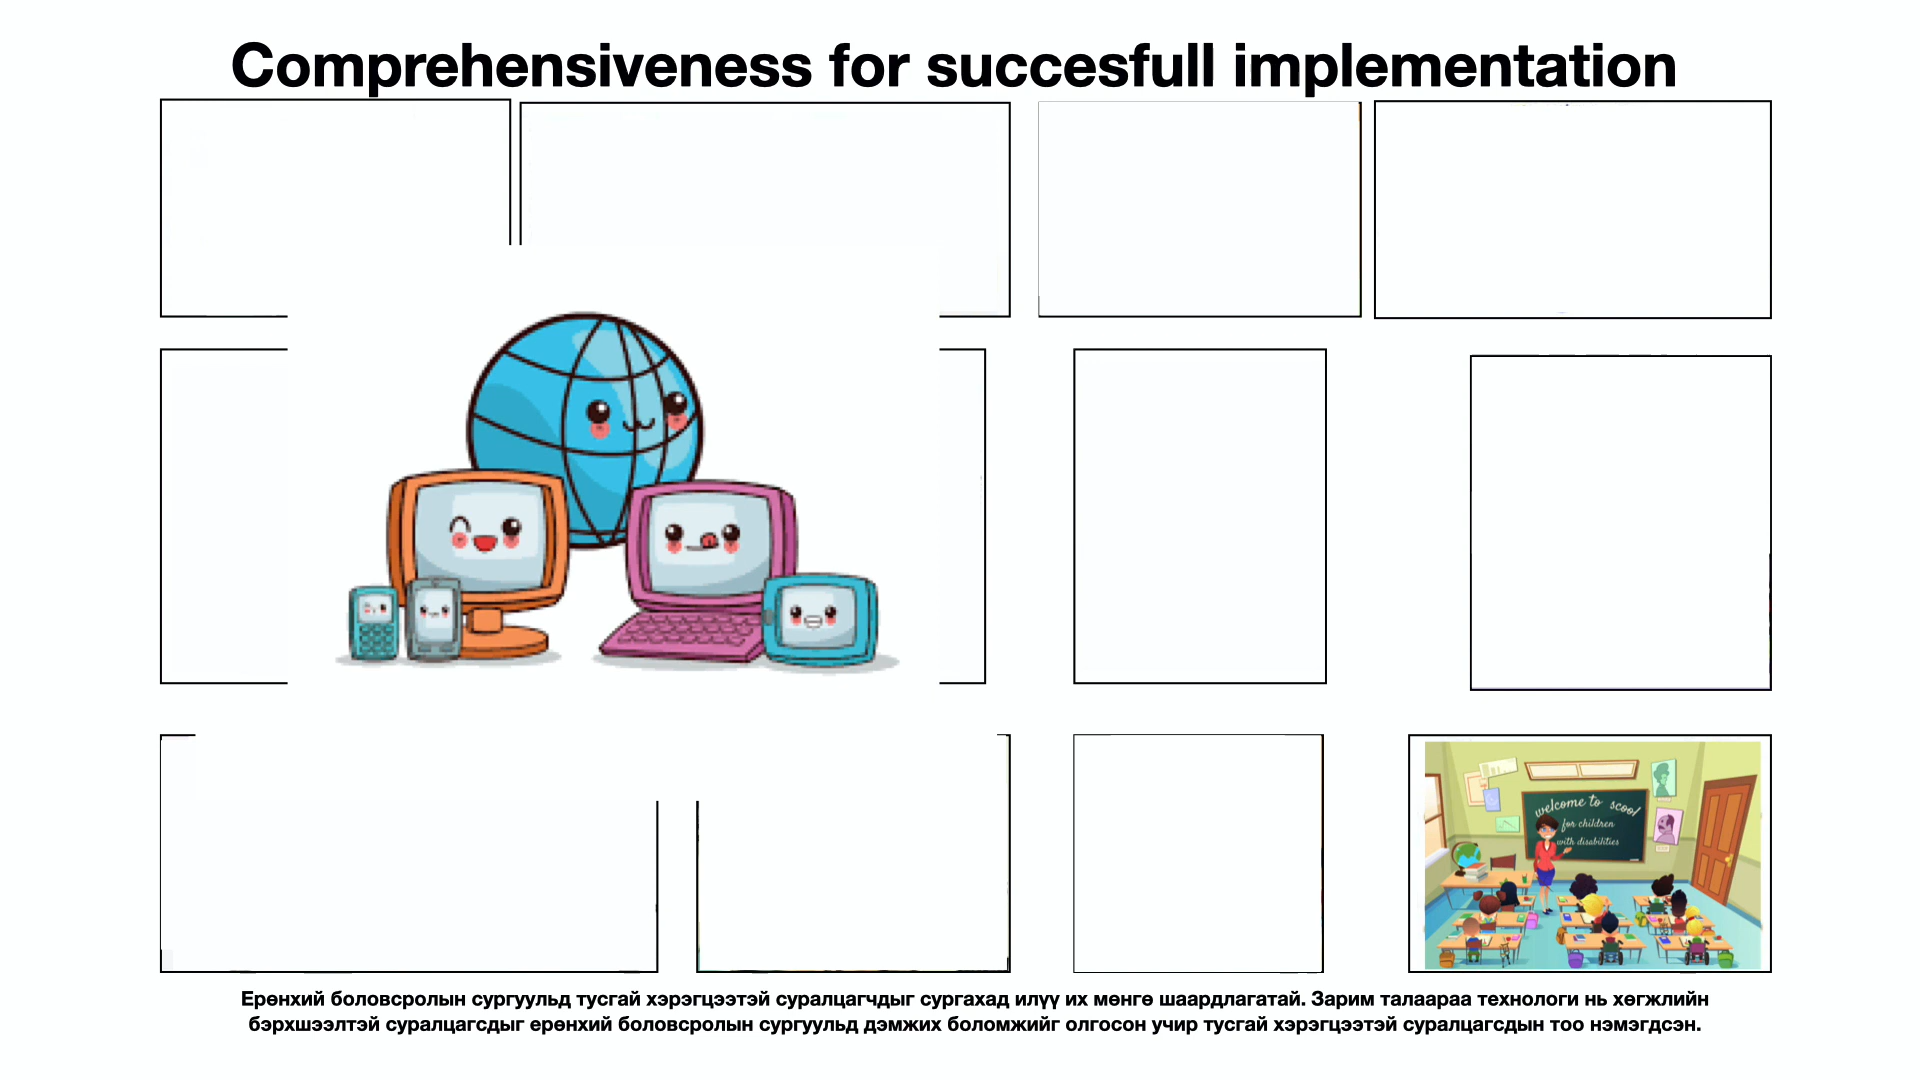 Comprehensiveness for succesfull implementation
welcome to scool
for children
with disabilities
Ерөнхий боловсролын сургуульд тусгай хэрэгцээтэй суралцагчдыг сургахад илүү их мөнгө шаардлагатай. Зарим талаараа технологи нь хөгжлийн
бэрхшээлтэй суралцагсдыг ерөнхий боловсролын сургуульд дэмжих боломжийг олгосон учир тусгай хэрэгцээтэй суралцагсдын тоо нэмэгдсэн.